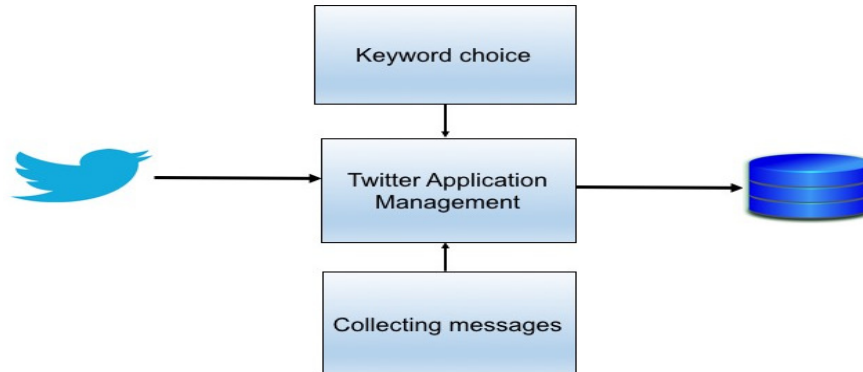 Keyword choice
Twitter Application
Management
Collecting messages